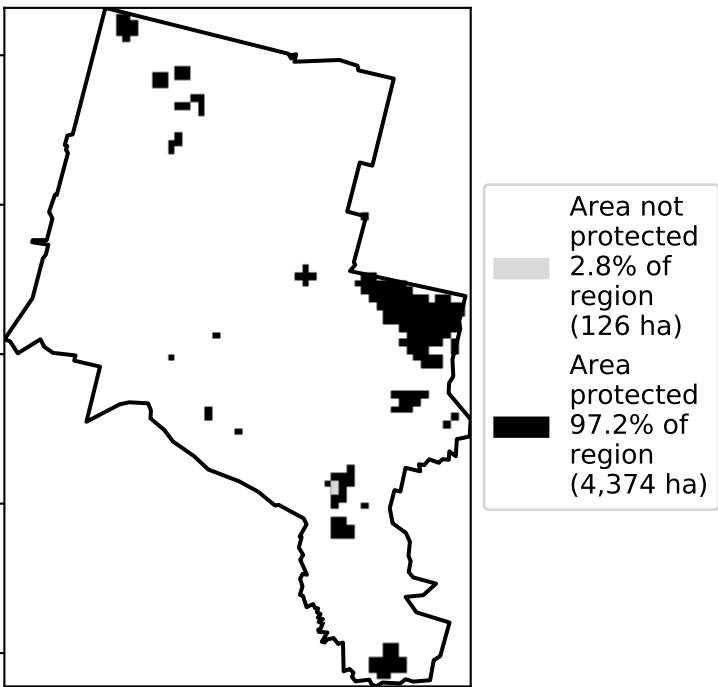 Area not
protected
2.8% of
region
(126 ha)
Area
protected
97.2% of
region
(4,374 ha)